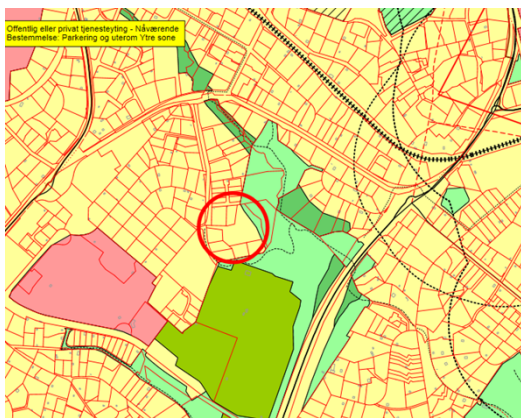 Offentlig eller privat tjenesteyting - Nåværende
Bestemmelse: Parkering og uterom Ytre sone